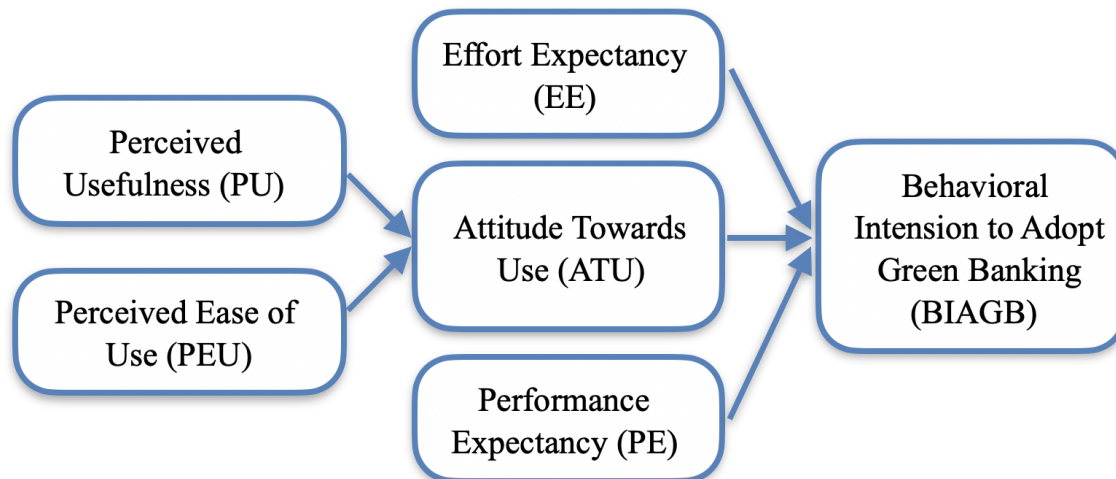 Effort Expectancy
(EE)
Perceived
Usefulness (PU)
Attitude Towards
Use (ATU)
Behavioral
Intension to Adopt
Green Banking
(BIAGB)
Perceived Ease of
Use (PEU)
Performance
Expectancy (PE)